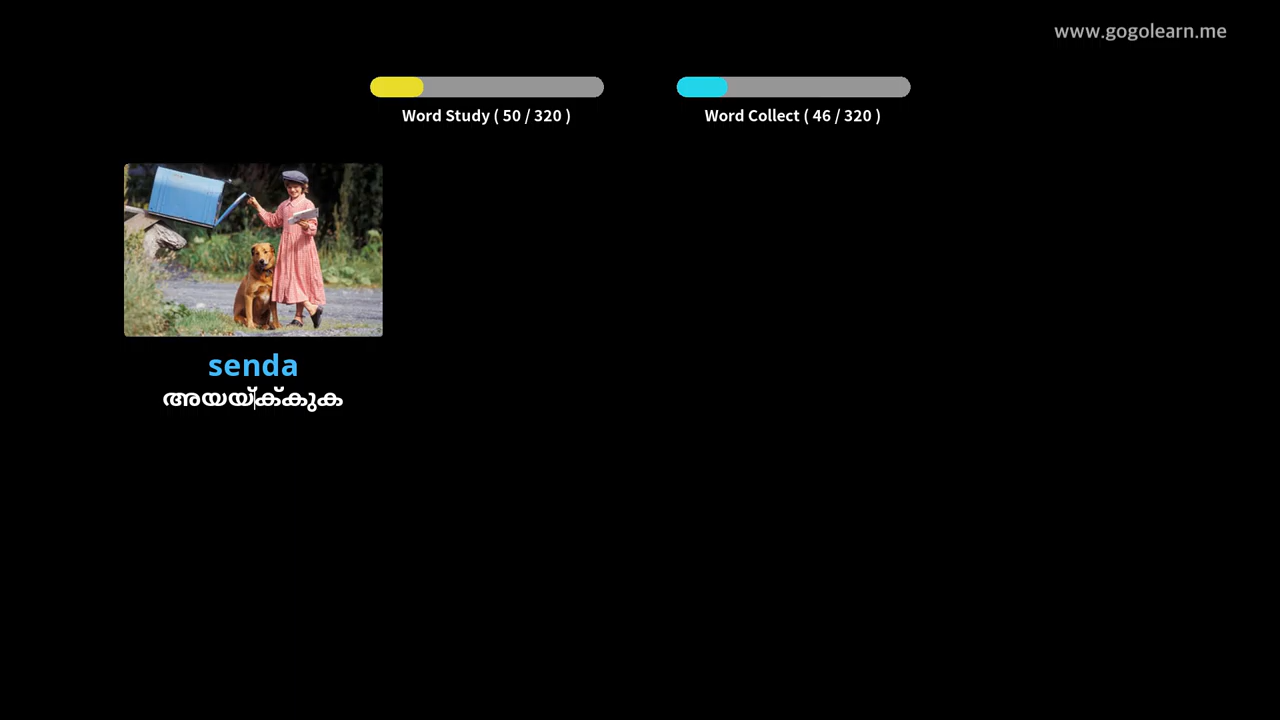 www.gogolearn.me
Word Study ( 50 / 320 )
Word Collect ( 46 / 320 )
senda
അയയ്ക്കുക